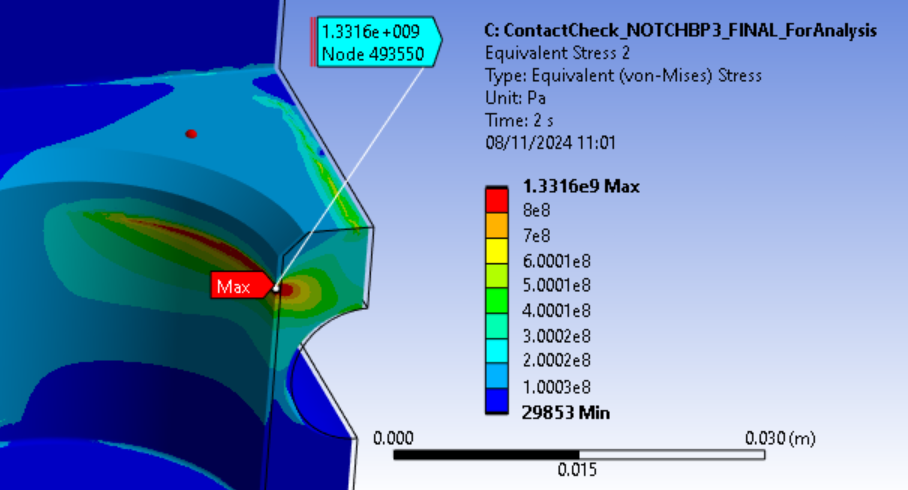 1.3316e+009
Node 493550
C: ContactCheck_NOTCHBP3_FINAL_ForAnalysis
Equivalent Stress 2
Type: Equivalent (von-Mises) Stress
Unit: Pa
Time: 2 s
08/11/2024 11:01
1.3316e9 Max
8e8
7e8
6.0001e8
5.0001e8
4.0001e8
3.0002e8
2.0002e8
1.0003e8
29853 Min
Max
0.000
0.030 (m)
0.015